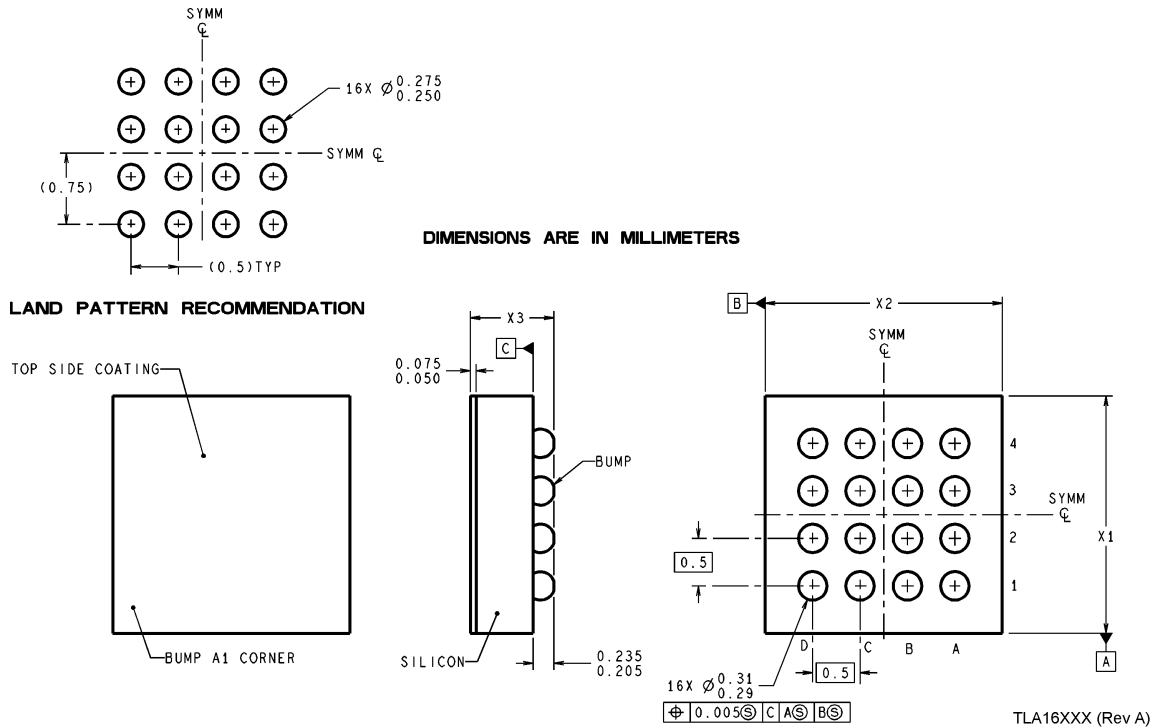 SYMM
℄
16X Ø 0.275
0.250
SYMM ℄
(0.75)
(0.5)TYP
DIMENSIONS ARE IN MILLIMETERS
LAND PATTERN RECOMMENDATION
TOP SIDE COATING
BUMP A1 CORNER
X3
C
0.075
0.050
BUMP
SILICON
0.235
0.205
B
X2
SYMM
℄
4
3
2
1
SYMM
℄
X1
0.5
D C B A
0.5
A
16X Ø 0.31
0.29
⌖ 0.005Ⓢ C AⓈ BⓈ
TLA16XXX (Rev A)